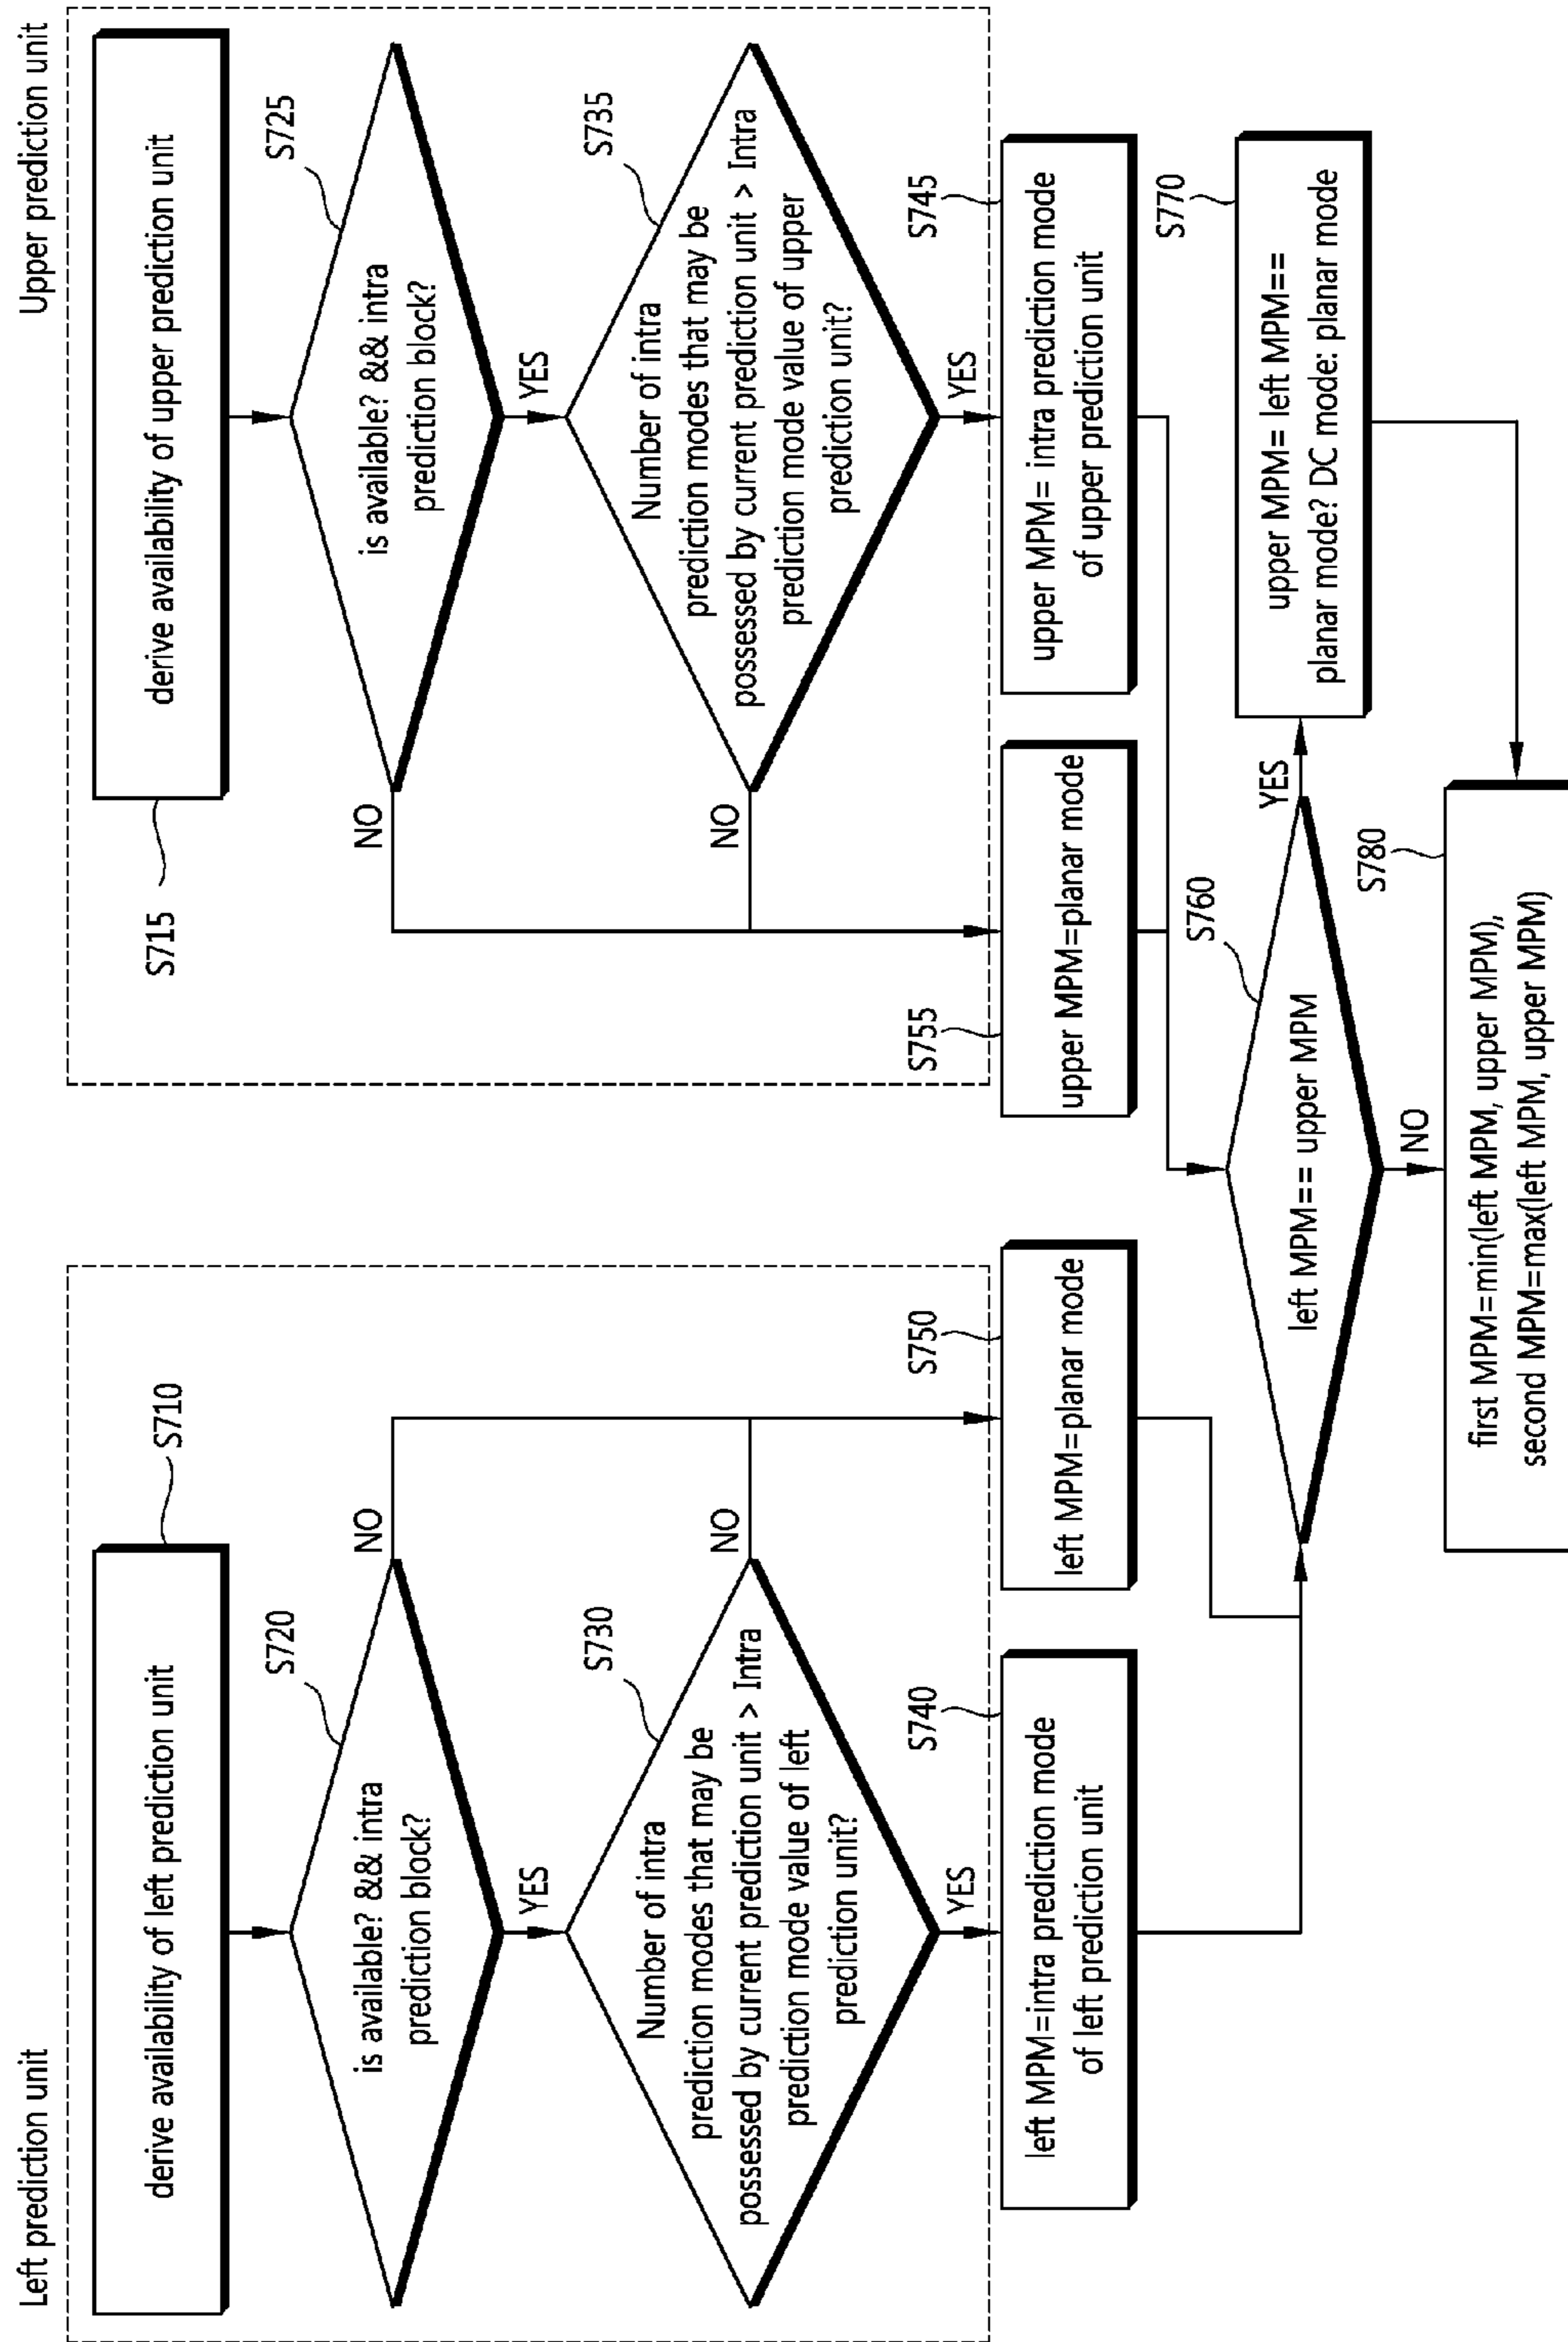 Left prediction unit
derive availability of left prediction unit
S710
is available? && intra
prediction block?
S720
NO
YES
Number of intra
prediction modes that may be
possessed by current prediction unit > Intra
prediction mode value of left
prediction unit?
S730
NO
YES
left MPM=intra prediction mode
of left prediction unit
S740
left MPM=planar mode
S750
Upper prediction unit
derive availability of upper prediction unit
S715
is available? && intra
prediction block?
S725
NO
YES
Number of intra
prediction modes that may be
possessed by current prediction unit > Intra
prediction mode value of upper
prediction unit?
S735
NO
YES
upper MPM=planar mode
S755
upper MPM= intra prediction mode
of upper prediction unit
S745
left MPM== upper MPM
S760
YES
NO
upper MPM= left MPM==
planar mode? DC mode: planar mode
S770
first MPM=min(left MPM, upper MPM),
second MPM=max(left MPM, upper MPM)
S780